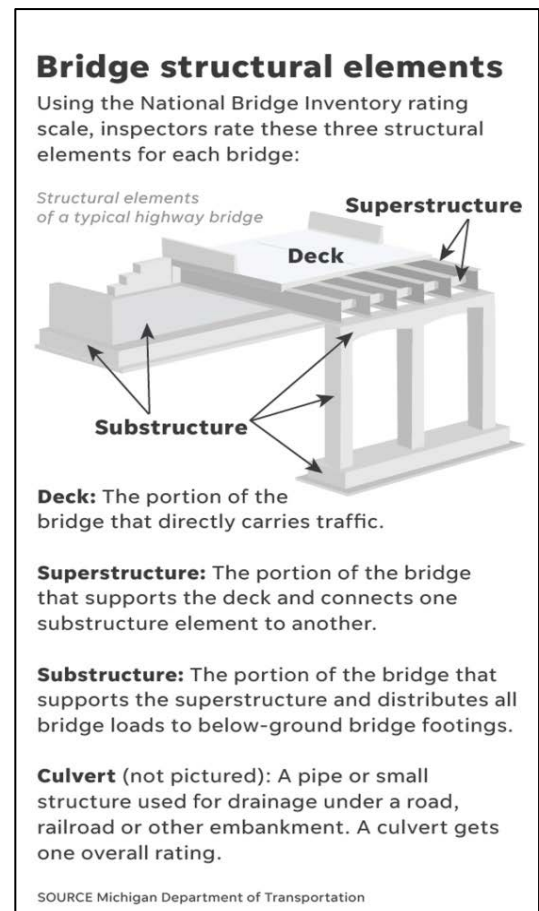 Bridge structural elements
Using the National Bridge Inventory rating
scale, inspectors rate these three structural
elements for each bridge:
Structural elements
of a typical highway bridge
Superstructure
Deck
Substructure
Deck: The portion of the
bridge that directly carries traffic.
Superstructure: The portion of the bridge
that supports the deck and connects one
substructure element to another.
Substructure: The portion of the bridge that
supports the superstructure and distributes all
bridge loads to below-ground bridge footings.
Culvert (not pictured): A pipe or small
structure used for drainage under a road,
railroad or other embankment. A culvert gets
one overall rating.
SOURCE Michigan Department of Transportation